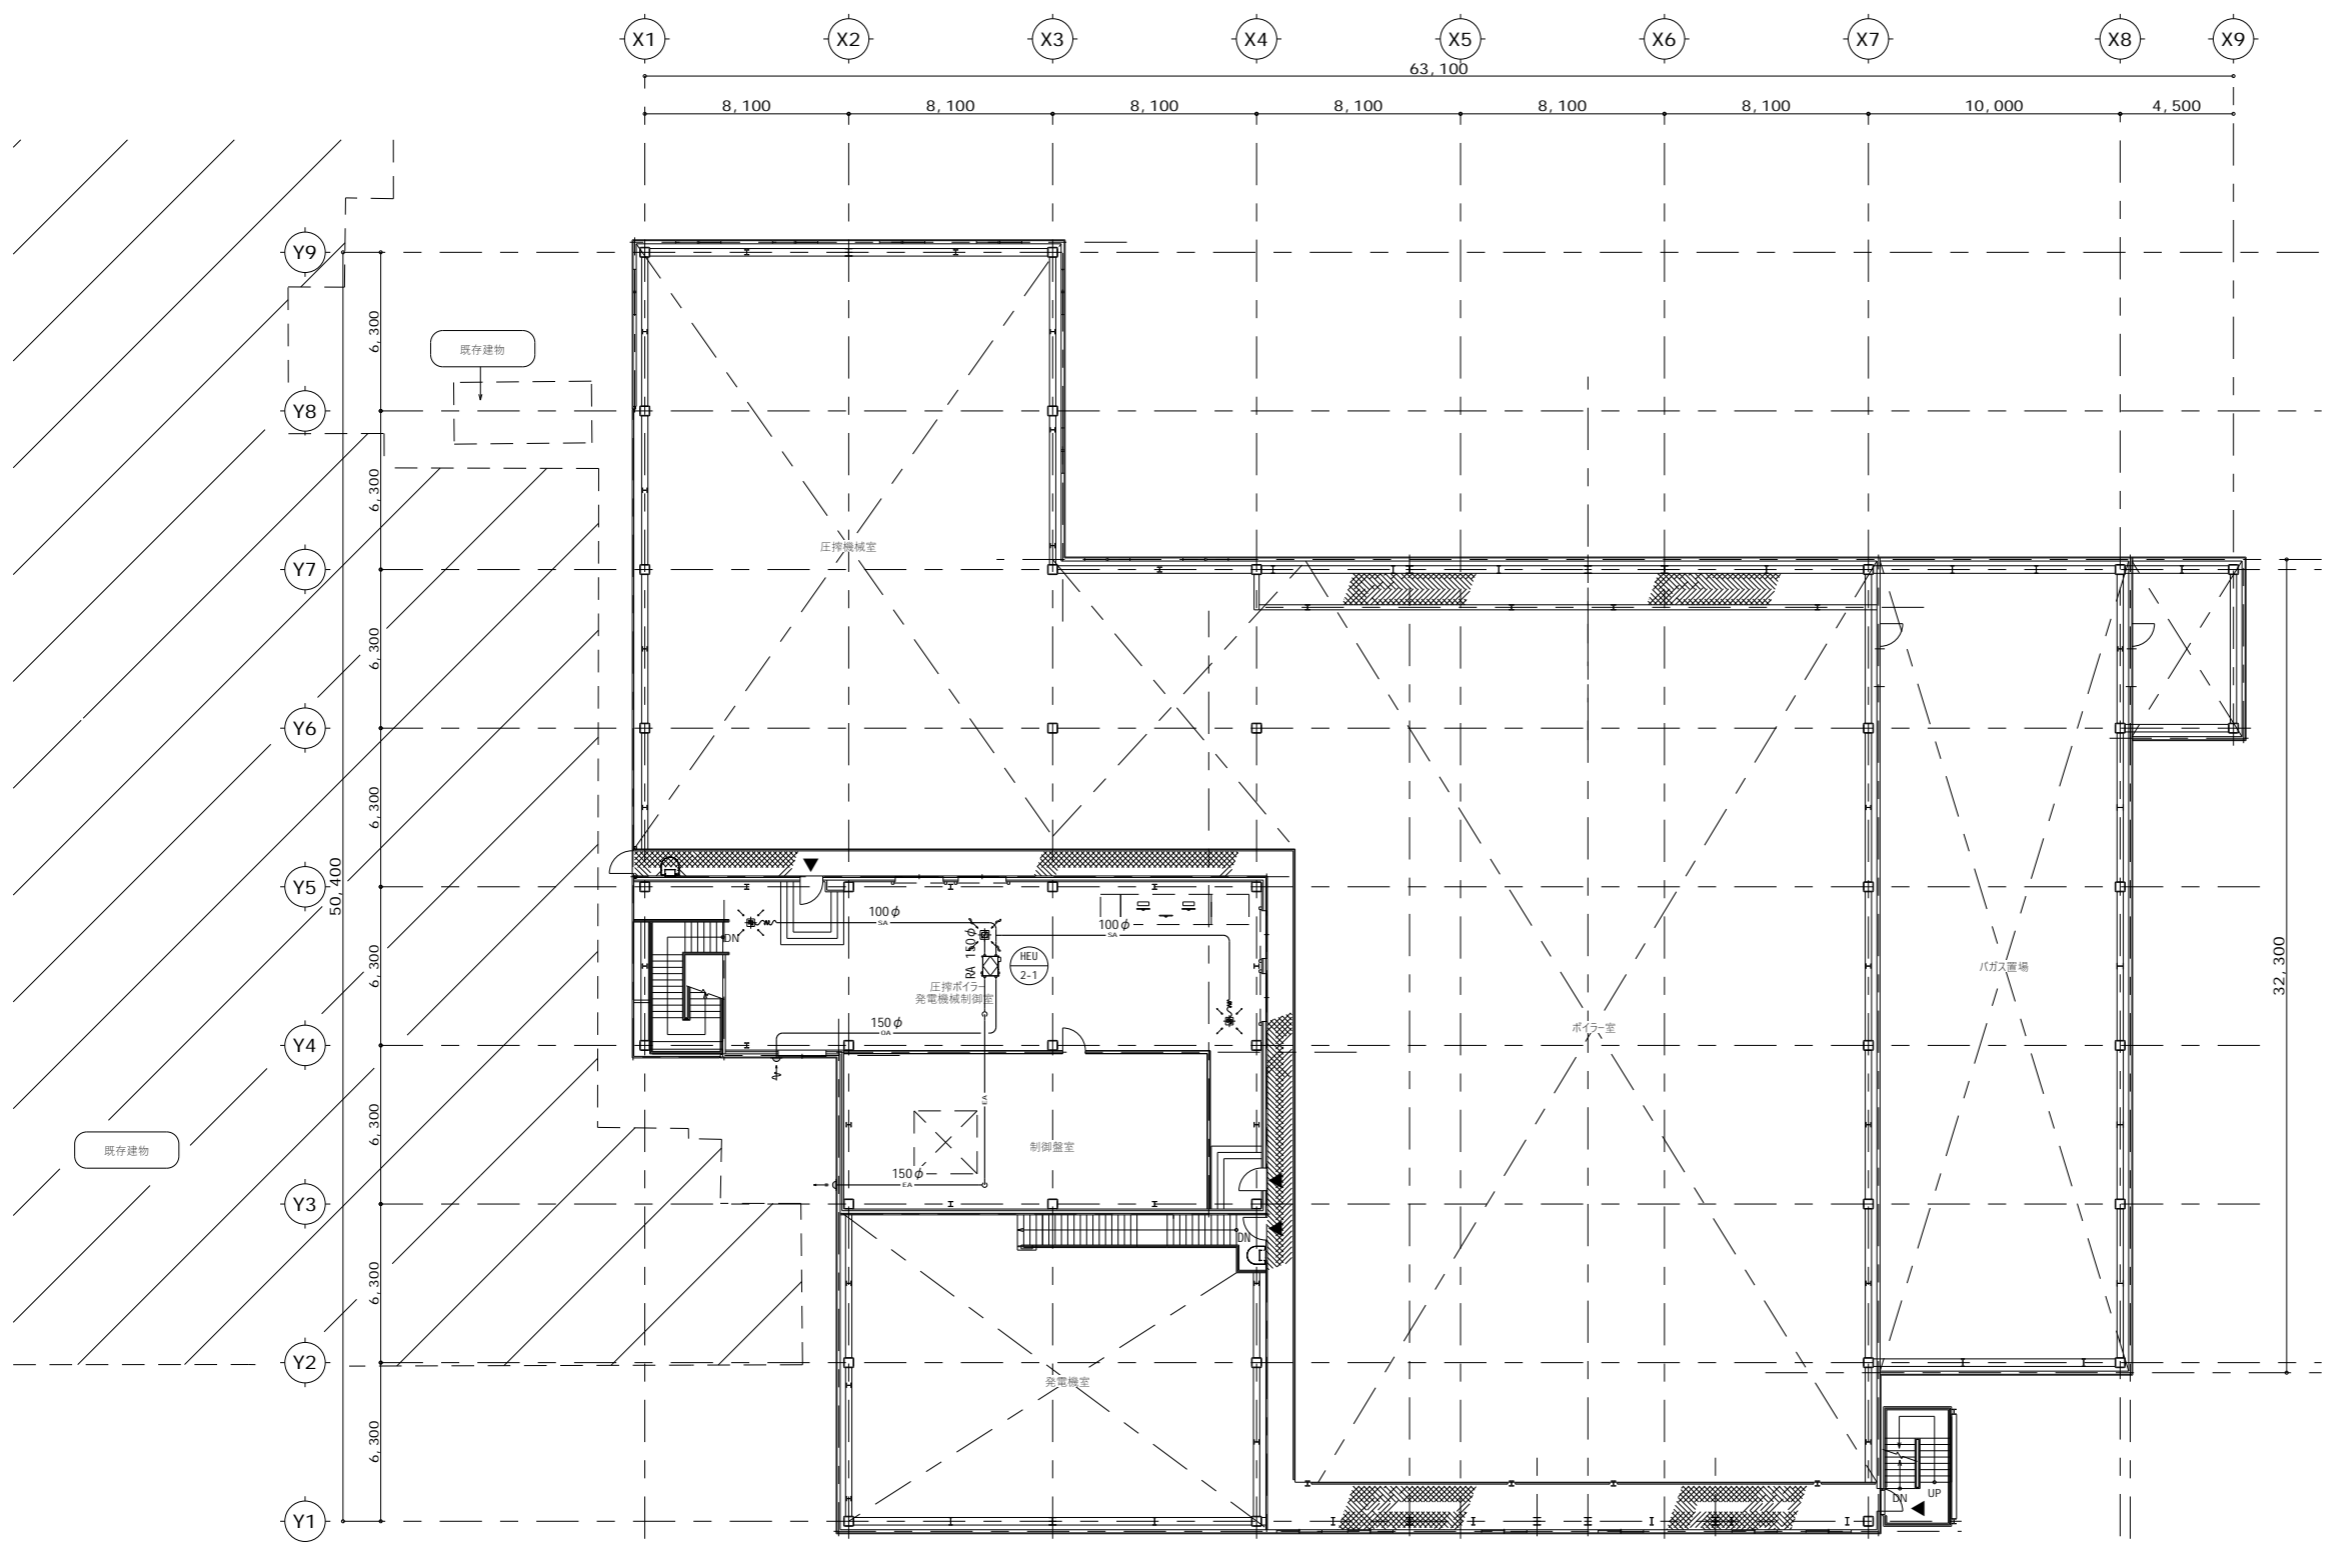 X1 X2 X3 X4 X5 X6 X7 X8 X9
63,100
8,100 8,100 8,100 8,100 8,100 8,100 10,000 4,500
Y9
6,300
既存建物
Y8
6,300
圧搾機械室
Y7
6,300
Y6
6,300
Y5
50,400
100φ
SA
100φ
SA
DN
RA 150φ
HEU
2-1
6,300
圧搾ボイラー
発電機械制御室
バガス置場
32,300
150φ
OA
ボイラー室
Y4
6,300
EA
既存建物
制御盤室
150φ
EA
Y3
DN
6,300
Y2
発電機室
6,300
DN UP
Y1